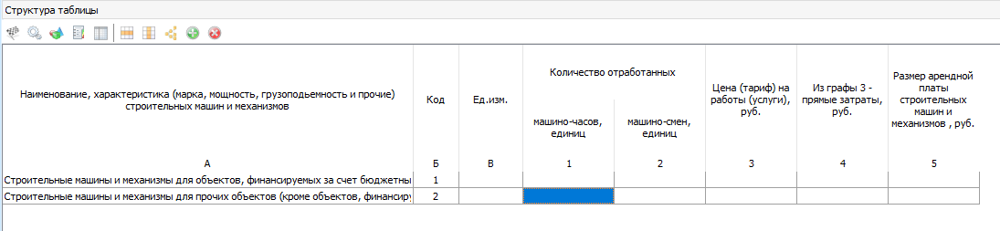 Структура таблицы
Наименование, характеристика (марка, мощность, грузоподьемность и прочие)
строительных машин и механизмов
Код
Ед.изм.
Количество отработанных
машино-часов,
единиц
машино-смен,
единиц
Цена (тариф) на
работы (услуги),
руб.
Из графы 3 -
прямые затраты,
руб.
Размер арендной
платы
строительных
машин и
механизмов , руб.
А
Б
В
1
2
3
4
5
Строительные машины и механизмы для объектов, финансируемых за счет бюджетны
1
Строительные машины и механизмы для прочих объектов (кроме объектов, финансиру
2